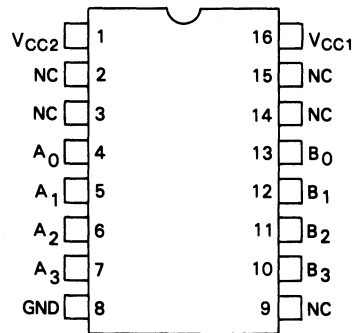 VCC2 1 16 VCC1
NC 2 15 NC
NC 3 14 NC
A0 4 13 B0
A1 5 12 B1
A2 6 11 B2
A3 7 10 B3
GND 8 9 NC